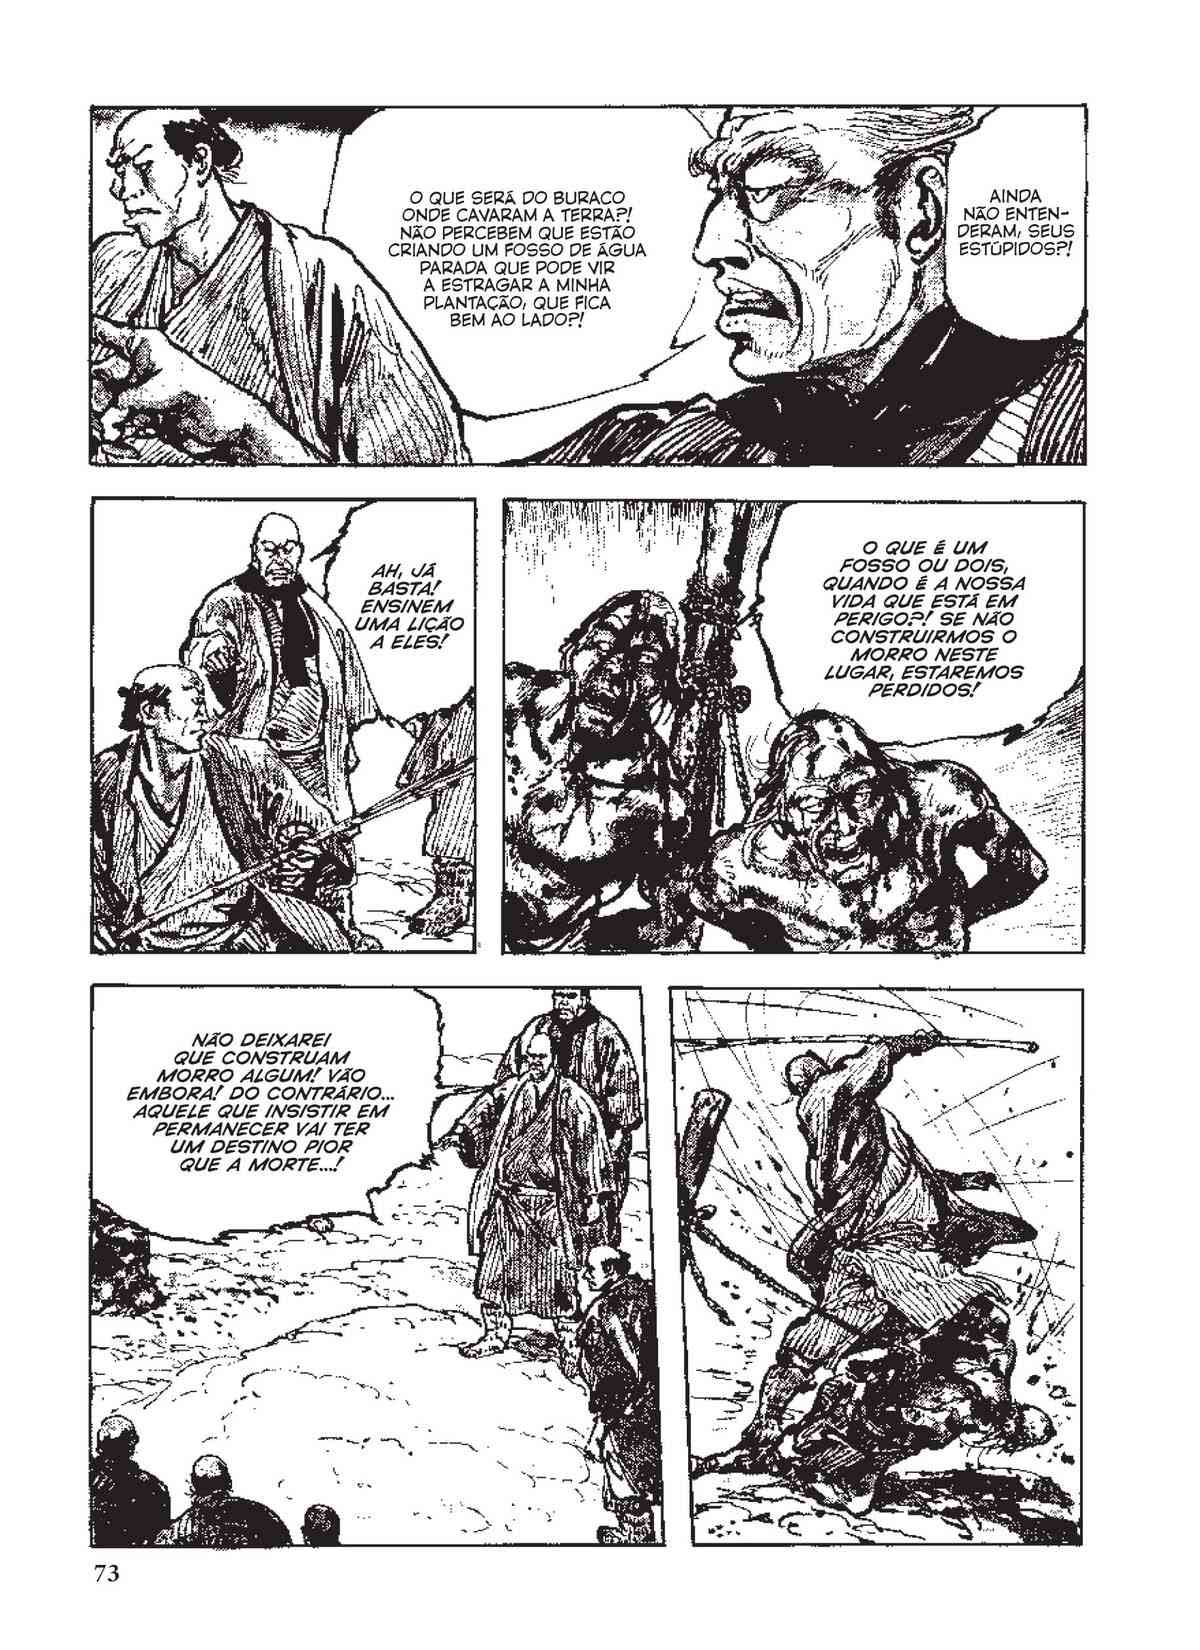 O QUE SERÁ DO BURACO
ONDE CAVARAM A TERRA?!
NÃO PERCEBEM QUE ESTÃO
CRIANDO UM FOSSO DE ÁGUA
PARADA QUE PODE VIR
A ESTRAGAR A MINHA
PLANTAÇÃO, QUE FICA
BEM AO LADO?!
AINDA
NÃO ENTEN-
DERAM, SEUS
ESTÚPIDOS?!
AH, JÁ
BASTA!
ENSINEM
UMA LIÇÃO
A ELES!
O QUE É UM
FOSSO OU DOIS,
QUANDO É A NOSSA
VIDA QUE ESTÁ EM
PERIGO?! SE NÃO
CONSTRUIRMOS O
MORRO NESTE
LUGAR, ESTAREMOS
PERDIDOS!
NÃO DEIXAREI
QUE CONSTRUAM
MORRO ALGUM! VÃO
EMBORA! DO CONTRÁRIO...
AQUELE QUE INSISTIR EM
PERMANECER VAI TER
UM DESTINO PIOR
QUE A MORTE...!
73